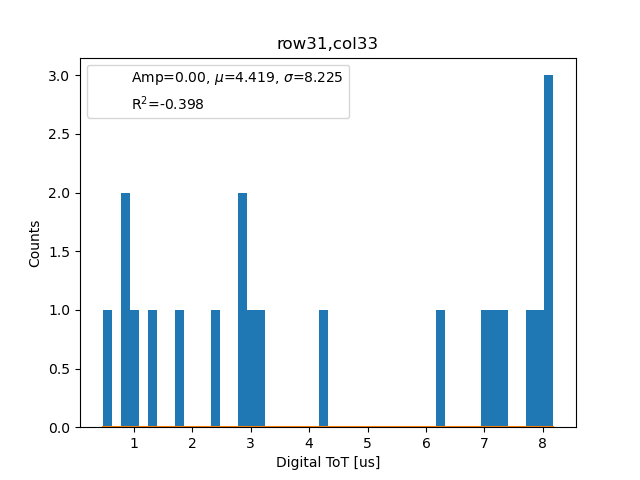 row31,col33
Amp=0.00, μ=4.419, σ=8.225
R²=-0.398
3.0
2.5
2.0
1.5
1.0
0.5
0.0
Counts
1 2 3 4 5 6 7 8
Digital ToT [us]